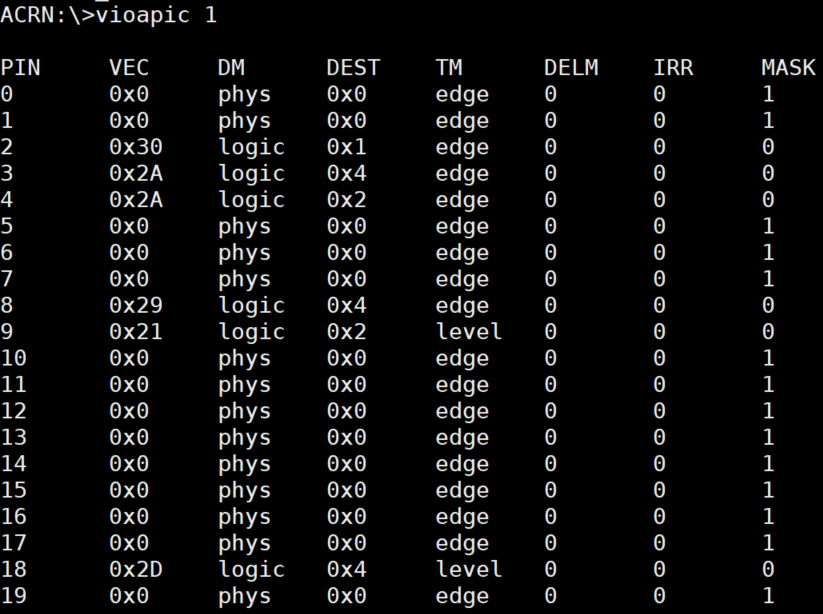 ACRN:\>vioapic 1
PIN VEC DM DEST TM DELM IRR MASK
0 0x0 phys 0x0 edge 0 0 1
1 0x0 phys 0x0 edge 0 0 1
2 0x30 logic 0x1 edge 0 0 0
3 0x2A logic 0x4 edge 0 0 0
4 0x2A logic 0x2 edge 0 0 0
5 0x0 phys 0x0 edge 0 0 1
6 0x0 phys 0x0 edge 0 0 1
7 0x0 phys 0x0 edge 0 0 1
8 0x29 logic 0x4 edge 0 0 0
9 0x21 logic 0x2 level 0 0 0
10 0x0 phys 0x0 edge 0 0 1
11 0x0 phys 0x0 edge 0 0 1
12 0x0 phys 0x0 edge 0 0 1
13 0x0 phys 0x0 edge 0 0 1
14 0x0 phys 0x0 edge 0 0 1
15 0x0 phys 0x0 edge 0 0 1
16 0x0 phys 0x0 edge 0 0 1
17 0x0 phys 0x0 edge 0 0 1
18 0x2D logic 0x4 level 0 0 0
19 0x0 phys 0x0 edge 0 0 1